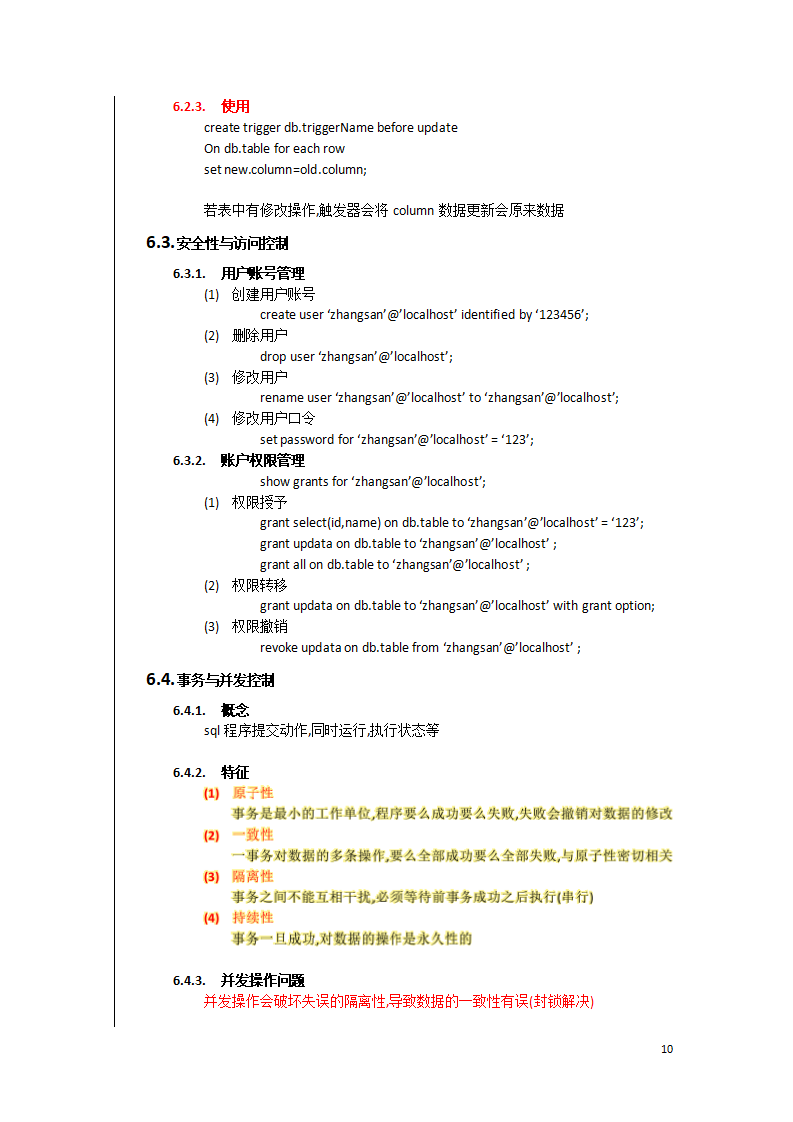 6.2.3. 使用
create trigger db.triggerName before update
On db.table for each row
set new.column=old.column;
若表中有修改操作,触发器会将 column 数据更新会原来数据
6.3.安全性与访问控制
6.3.1. 用户账号管理
(1) 创建用户账号
create user ‘zhangsan’@’localhost’ identified by ‘123456’;
(2) 删除用户
drop user ‘zhangsan’@’localhost’;
(3) 修改用户
rename user ‘zhangsan’@’localhost’ to ‘zhangsan’@’localhost’;
(4) 修改用户口令
set password for ‘zhangsan’@’localhost’ = ‘123’;
6.3.2. 账户权限管理
show grants for ‘zhangsan’@’localhost’;
(1) 权限授予
grant select(id,name) on db.table to ‘zhangsan’@’localhost’ = ‘123’;
grant updata on db.table to ‘zhangsan’@’localhost’ ;
grant all on db.table to ‘zhangsan’@’localhost’ ;
(2) 权限转移
grant updata on db.table to ‘zhangsan’@’localhost’ with grant option;
(3) 权限撤销
revoke updata on db.table from ‘zhangsan’@’localhost’ ;
6.4.事务与并发控制
6.4.1. 概念
sql 程序提交动作,同时运行,执行状态等
6.4.2. 特征
(1) 原子性
事务是最小的工作单位,程序要么成功要么失败,失败会撤销对数据的修改
(2) 一致性
一事务对数据的多条操作,要么全部成功要么全部失败,与原子性密切相关
(3) 隔离性
事务之间不能互相干扰,必须等待前事务成功之后执行(串行)
(4) 持续性
事务一旦成功,对数据的操作是永久性的
6.4.3. 并发操作问题
并发操作会破坏失误的隔离性,导致数据的一致性有误(封锁解决)
10